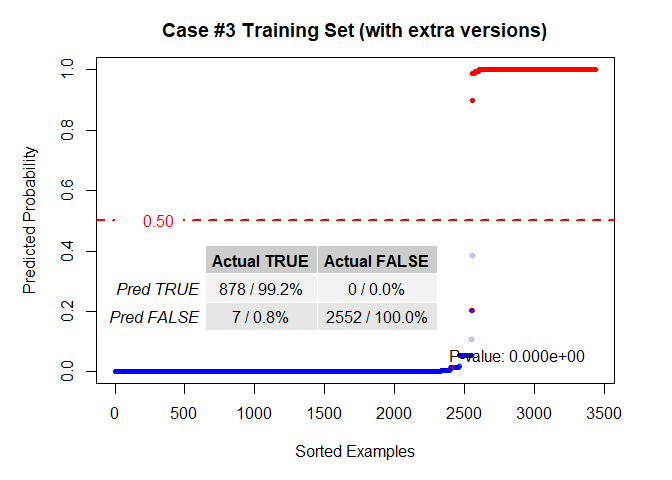 Case #3 Training Set (with extra versions)
Predicted Probability
1.0
0.8
0.6
0.4
0.2
0.0
0.50
Actual TRUE Actual FALSE
Pred TRUE 878 / 99.2% 0 / 0.0%
Pred FALSE 7 / 0.8% 2552 / 100.0%
P value: 0.000e+00
0 500 1000 1500 2000 2500 3000 3500
Sorted Examples